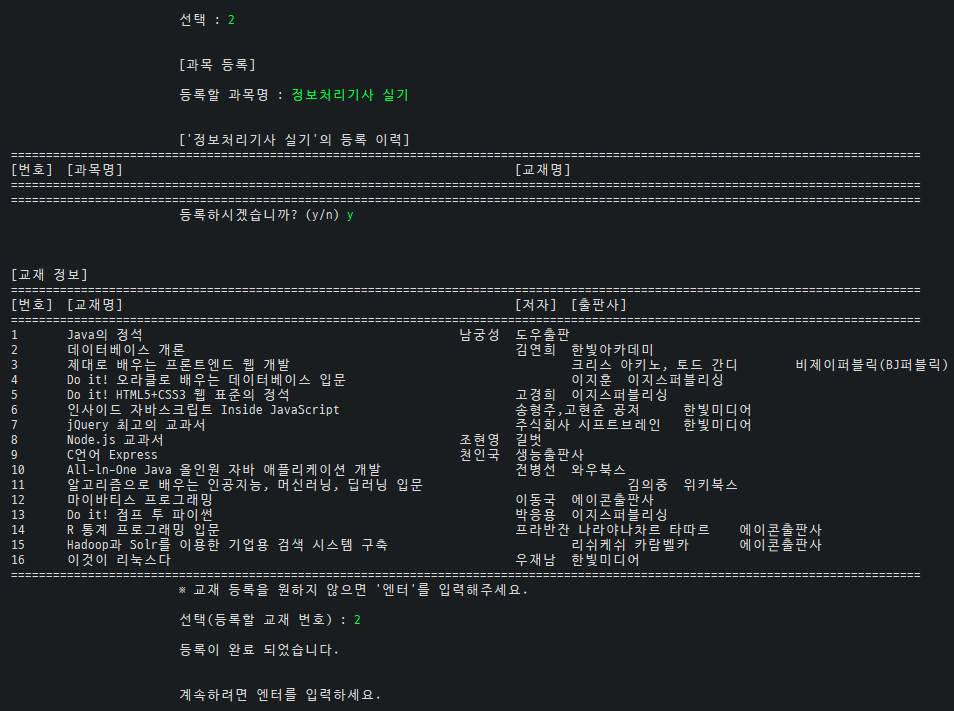 선택 : 2
[과목 등록]
등록할 과목명 : 정보처리기사 실기
['정보처리기사 실기'의 등록 이력]
[번호] [과목명] [교재명]
등록하시겠습니까? (y/n) y
[교재 정보]
[번호] [교재명] [저자] [출판사]
1 Java의 정석 남궁성 도우출판
2 데이터베이스 개론 김연희 한빛아카데미
3 제대로 배우는 프론트엔드 웹 개발 크리스 아키노, 토드 간디 비제이퍼블릭(BJ퍼블릭)
4 Do it! 오라클로 배우는 데이터베이스 입문 이지훈 이지스퍼블리싱
5 Do it! HTML5+CSS3 웹 표준의 정석 고경희 이지스퍼블리싱
6 인사이드 자바스크립트 Inside JavaScript 송형주,고현준 공저 한빛미디어
7 jQuery 최고의 교과서 주식회사 시프트브레인 한빛미디어
8 Node.js 교과서 조현영 길벗
9 C언어 Express 천인국 생능출판사
10 All-ln-One Java 올인원 자바 애플리케이션 개발 전병선 와우북스
11 알고리즘으로 배우는 인공지능, 머신러닝, 딥러닝 입문 김의중 위키북스
12 마이바티스 프로그래밍 이동국 에이콘출판사
13 Do it! 점프 투 파이썬 박응용 이지스퍼블리싱
14 R 통계 프로그래밍 입문 프라반잔 나라야나차르 타따르 에이콘출판사
15 Hadoop과 Solr를 이용한 기업용 검색 시스템 구축 리쉬케쉬 카람벨카 에이콘출판사
16 이것이 리눅스다 우재남 한빛미디어
※ 교재 등록을 원하지 않으면 '엔터'를 입력해주세요.
선택(등록할 교재 번호) : 2
등록이 완료 되었습니다.
계속하려면 엔터를 입력하세요.